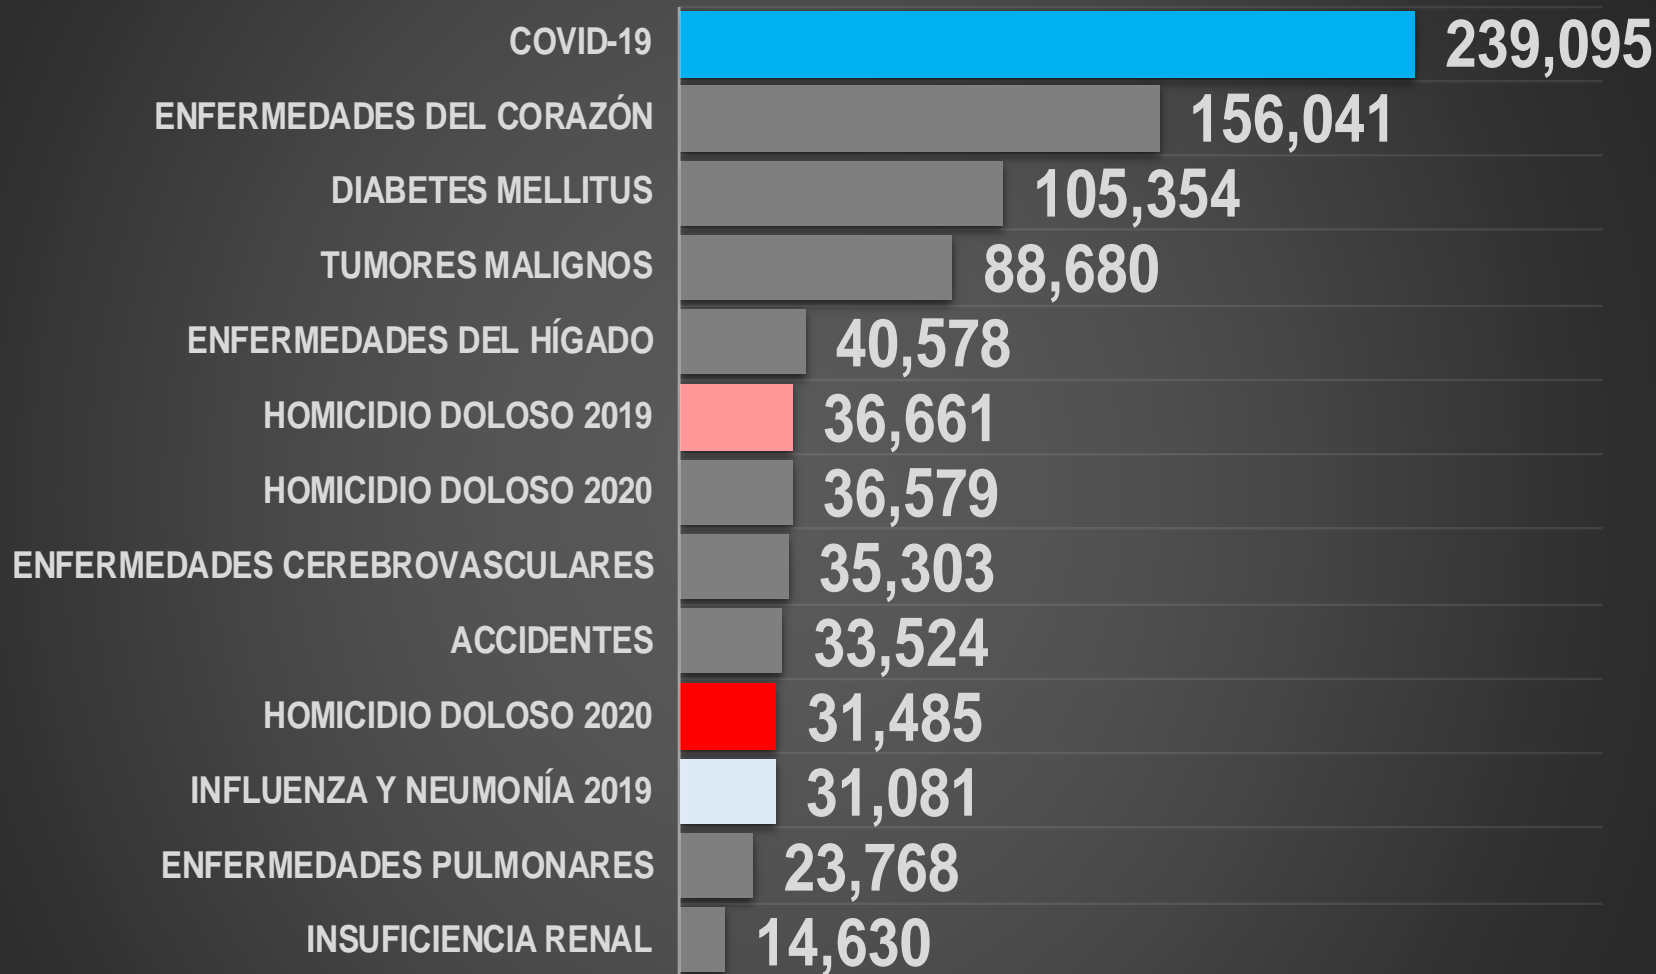 COVID-19 239,095
ENFERMEDADES DEL CORAZÓN 156,041
DIABETES MELLITUS 105,354
TUMORES MALIGNOS 88,680
ENFERMEDADES DEL HÍGADO 40,578
HOMICIDIO DOLOSO 2019 36,661
HOMICIDIO DOLOSO 2020 36,579
ENFERMEDADES CEREBROVASCULARES 35,303
ACCIDENTES 33,524
HOMICIDIO DOLOSO 2020 31,485
INFLUENZA Y NEUMONÍA 2019 31,081
ENFERMEDADES PULMONARES 23,768
INSUFICIENCIA RENAL 14,630